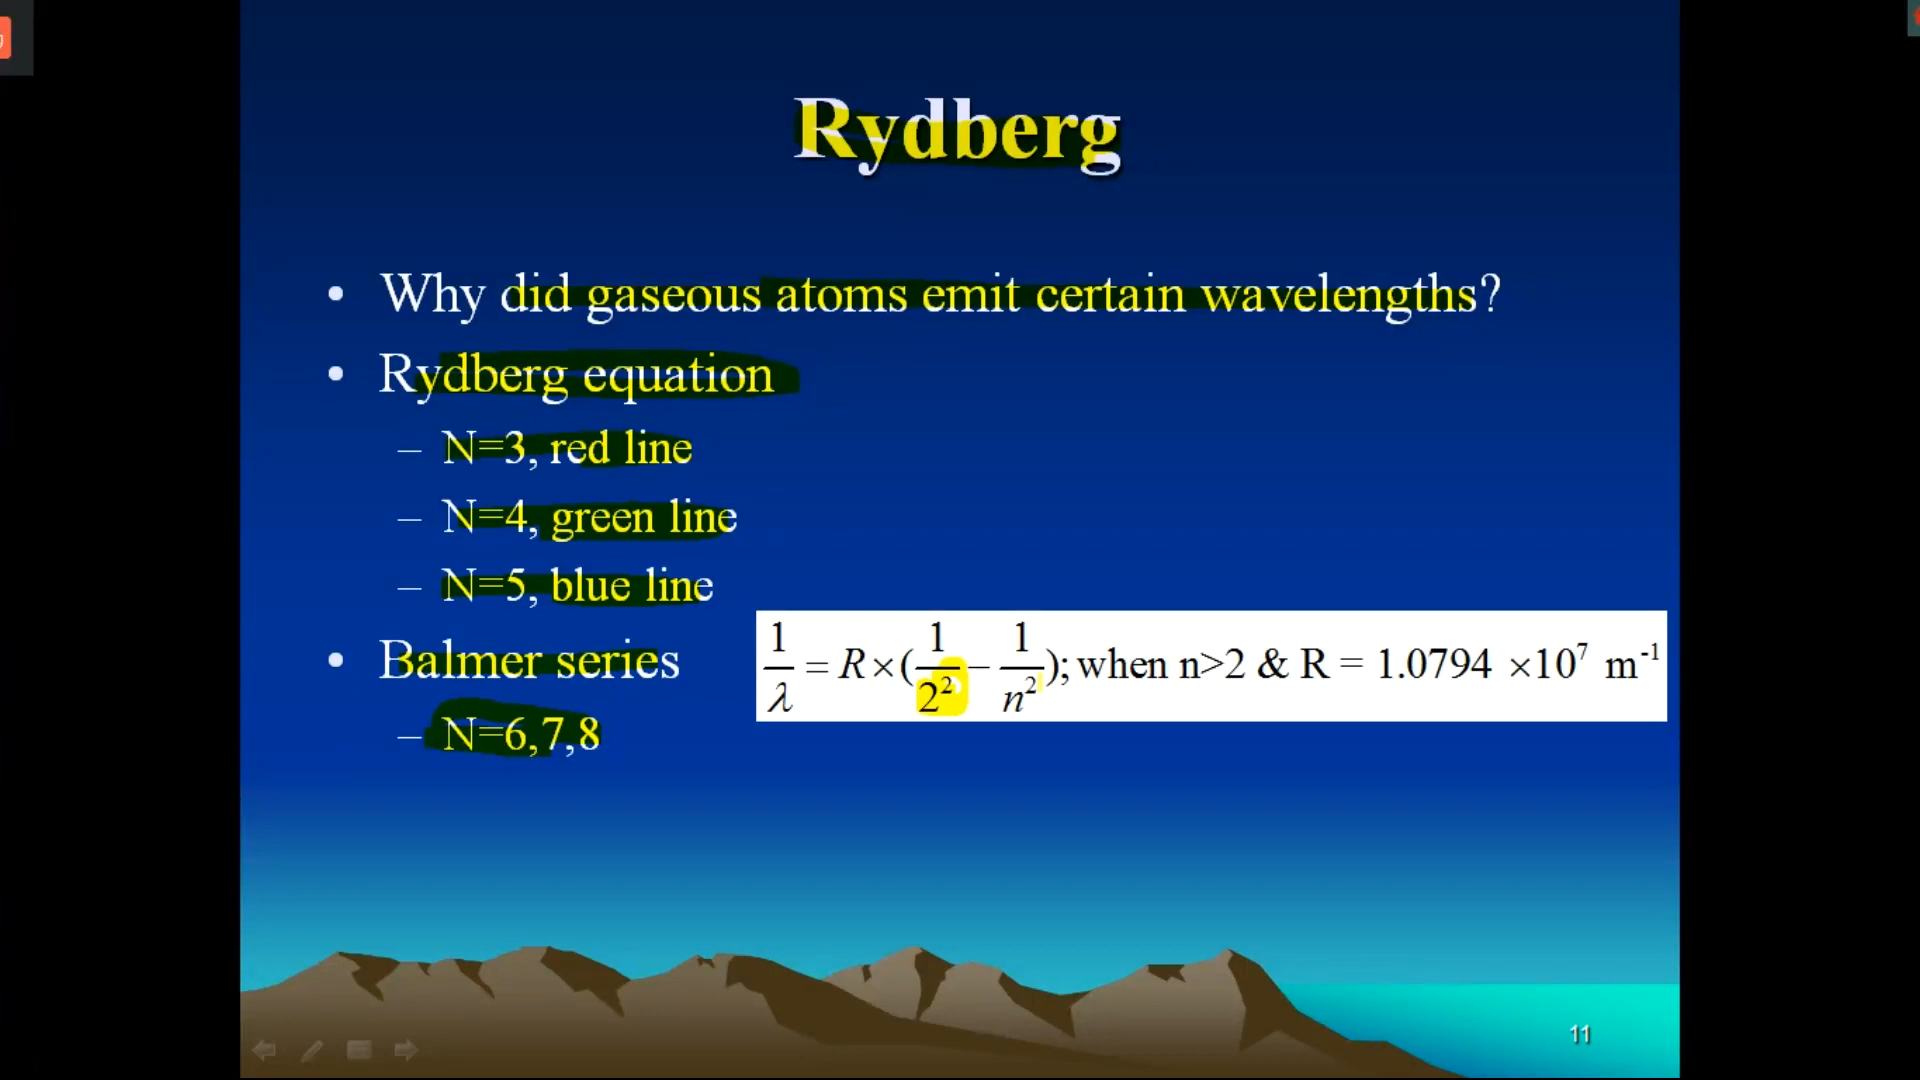 Rydberg
• Why did gaseous atoms emit certain wavelengths?
• Rydberg equation
– N=3, red line
– N=4, green line
– N=5, blue line
• Balmer series
– N=6,7,8
1/λ = R×(1/2² − 1/n²); when n>2 & R = 1.0794 ×10⁷ m⁻¹
11